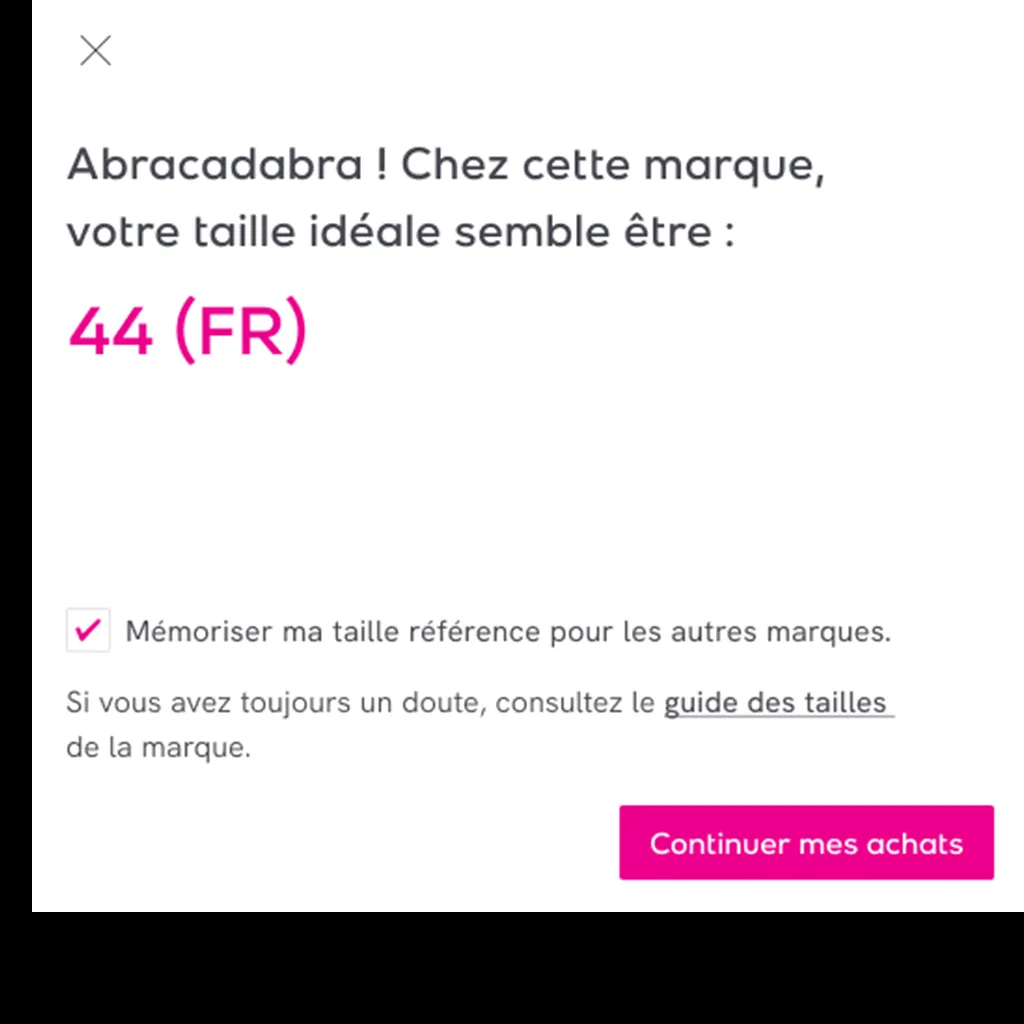 Abracadabra ! Chez cette marque,
votre taille idéale semble être :
44 (FR)
Mémoriser ma taille référence pour les autres marques.
Si vous avez toujours un doute, consultez le guide des tailles
de la marque.
Continuer mes achats